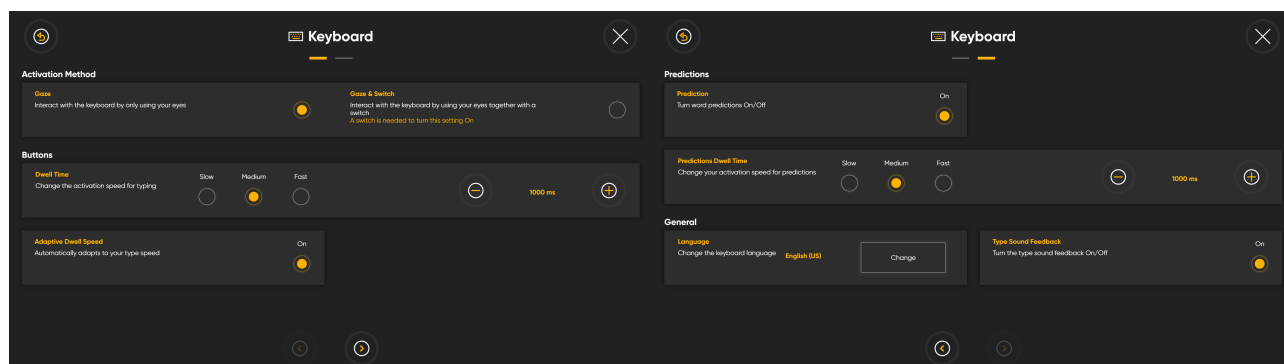 Keyboard
Activation Method
Gaze
Interact with the keyboard by only using your eyes
Gaze & Switch
Interact with the keyboard by using your eyes together with a
switch
A switch is needed to turn this setting On
Buttons
Dwell Time
Change the activation speed for typing
Slow
Medium
Fast
1000 ms
Adaptive Dwell Speed
Automatically adapts to your type speed
On
Keyboard
Predictions
Prediction
Turn word predictions On/Off
On
Predictions Dwell Time
Change your activation speed for predictions
Slow
Medium
Fast
1000 ms
General
Language
Change the keyboard language
English (US)
Change
Type Sound Feedback
Turn the type sound feedback On/Off
On